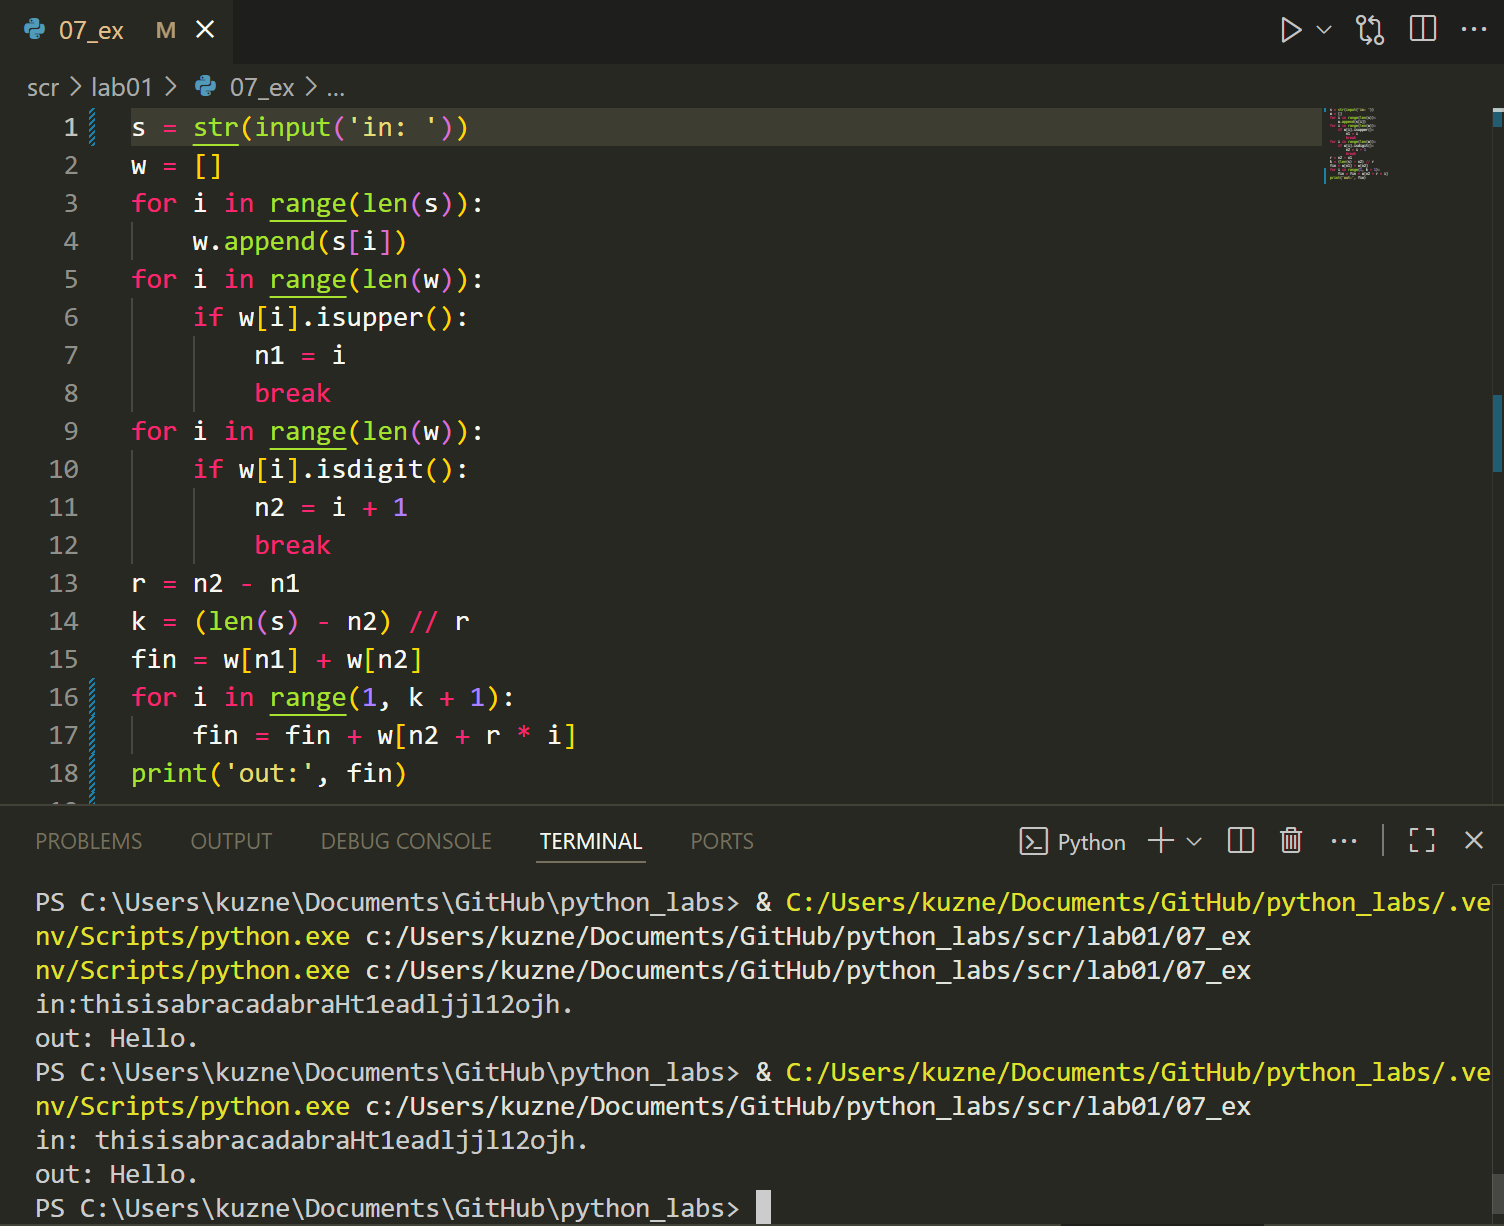 07_ex M
scr > lab01 > 07_ex > ...
1 s = str(input('in: '))
2 w = []
3 for i in range(len(s)):
4     w.append(s[i])
5 for i in range(len(w)):
6     if w[i].isupper():
7         n1 = i
8         break
9 for i in range(len(w)):
10     if w[i].isdigit():
11         n2 = i + 1
12         break
13 r = n2 - n1
14 k = (len(s) - n2) // r
15 fin = w[n1] + w[n2]
16 for i in range(1, k + 1):
17     fin = fin + w[n2 + r * i]
18 print('out:', fin)
PROBLEMS OUTPUT DEBUG CONSOLE TERMINAL PORTS Python
PS C:\Users\kuzne\Documents\GitHub\python_labs> & C:/Users/kuzne/Documents/GitHub/python_labs/.ve
nv/Scripts/python.exe c:/Users/kuzne/Documents/GitHub/python_labs/scr/lab01/07_ex
nv/Scripts/python.exe c:/Users/kuzne/Documents/GitHub/python_labs/scr/lab01/07_ex
in:thisisabracadabraHt1eadljjl12ojh.
out: Hello.
PS C:\Users\kuzne\Documents\GitHub\python_labs> & C:/Users/kuzne/Documents/GitHub/python_labs/.ve
nv/Scripts/python.exe c:/Users/kuzne/Documents/GitHub/python_labs/scr/lab01/07_ex
in: thisisabracadabraHt1eadljjl12ojh.
out: Hello.
PS C:\Users\kuzne\Documents\GitHub\python_labs>